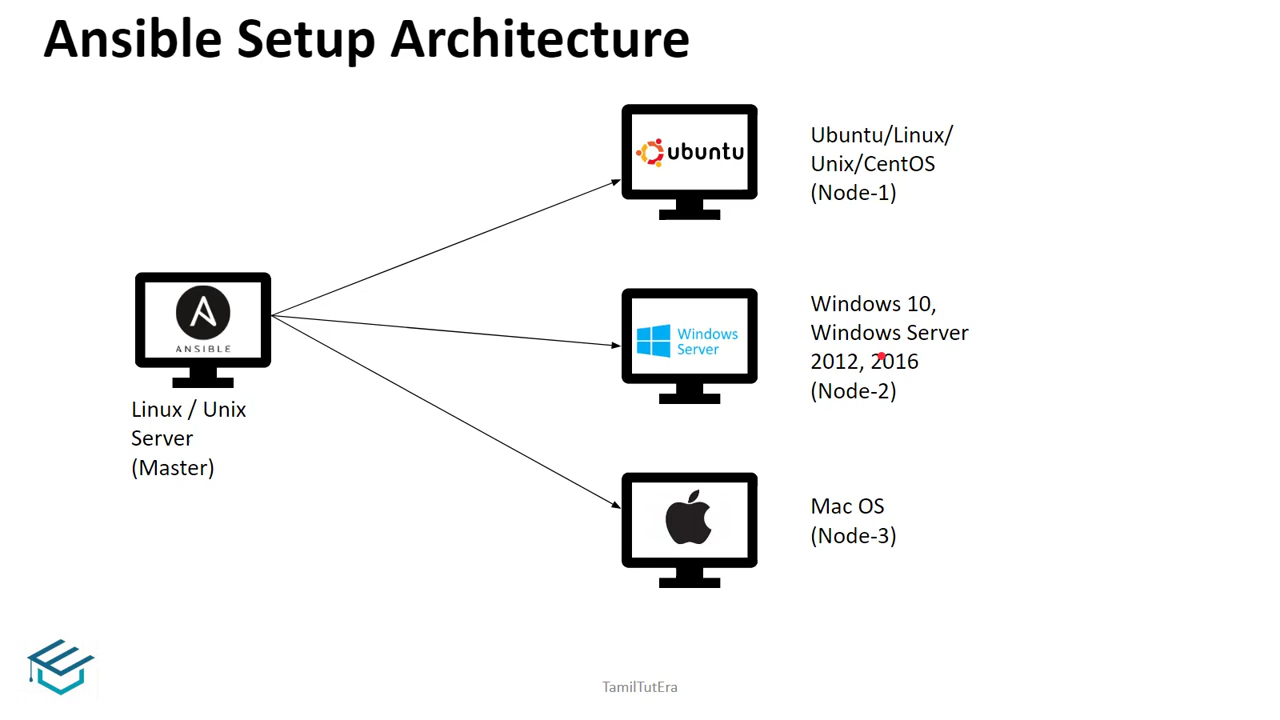 Ansible Setup Architecture
ubuntu
Ubuntu/Linux/
Unix/CentOS
(Node-1)
ANSIBLE
Linux / Unix
Server
(Master)
Windows
Server
Windows 10,
Windows Server
2012, 2016
(Node-2)
Mac OS
(Node-3)
TamilTutEra